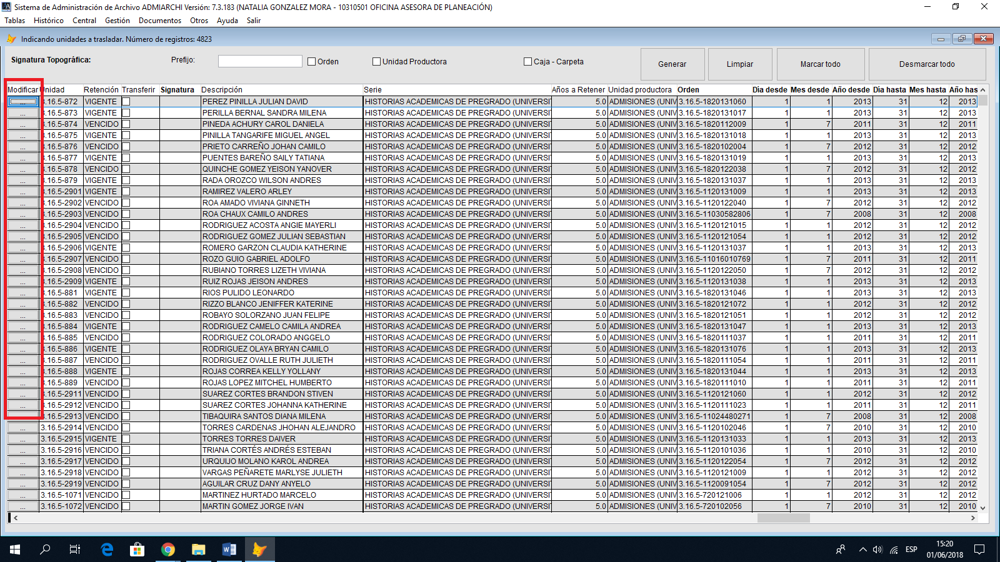 Sistema de Administración de Archivo ADMIARCHI Versión: 7.3.183 (NATALIA GONZALEZ MORA - 10310501 OFICINA ASESORA DE PLANEACIÓN)
Tablas Histórico Central Gestión Documentos Otros Ayuda Salir
Indicando unidades a trasladar. Número de registros: 4823
Signatura Topográfica: Prefijo: Orden Unidad Productora Caja - Carpeta Generar Limpiar Marcar todo Desmarcar todo
Modificar Unidad Retención Transferir Signatura Descripción Serie Años a Retener Unidad productora Orden Día desde Mes desde Año desde Día hasta Mes hasta Año has
... 3.16.5-872 VIGENTE PEREZ PINILLA JULIAN DAVID HISTORIAS ACADEMICAS DE PREGRADO (UNIVERSI 5.0 ADMISIONES (UNIV 3.16.5-1820131060 1 1 2013 31 12 2013
... 3.16.5-873 VIGENTE PERILLA BERNAL SANDRA MILENA HISTORIAS ACADEMICAS DE PREGRADO (UNIVERSI 5.0 ADMISIONES (UNIV 3.16.5-1820131017 1 1 2013 31 12 2013
... 3.16.5-874 VENCIDO PINEDA ACHURY CAROL DANIELA HISTORIAS ACADEMICAS DE PREGRADO (UNIVERSI 5.0 ADMISIONES (UNIV 3.16.5-1820112009 1 7 2011 31 12 2011
... 3.16.5-875 VIGENTE PINILLA TANGARIFE MIGUEL ANGEL HISTORIAS ACADEMICAS DE PREGRADO (UNIVERSI 5.0 ADMISIONES (UNIV 3.16.5-1820131018 1 1 2013 31 12 2013
... 3.16.5-876 VENCIDO PRIETO CARREÑO JOHAN CAMILO HISTORIAS ACADEMICAS DE PREGRADO (UNIVERSI 5.0 ADMISIONES (UNIV 3.16.5-1820102004 1 7 2012 31 12 2012
... 3.16.5-877 VIGENTE PUENTES BAREÑO SAILY TATIANA HISTORIAS ACADEMICAS DE PREGRADO (UNIVERSI 5.0 ADMISIONES (UNIV 3.16.5-1820131019 1 1 2013 31 12 2013
... 3.16.5-878 VENCIDO QUINCHE GOMEZ YEISON YANOVER HISTORIAS ACADEMICAS DE PREGRADO (UNIVERSI 5.0 ADMISIONES (UNIV 3.16.5-1820122038 1 7 2012 31 12 2012
... 3.16.5-879 VIGENTE RADA OROZCO WILSON ANDRES HISTORIAS ACADEMICAS DE PREGRADO (UNIVERSI 5.0 ADMISIONES (UNIV 3.16.5-1820131037 1 1 2013 31 12 2013
... 3.16.5-2901 VIGENTE RAMIREZ VALERO ARLEY HISTORIAS ACADEMICAS DE PREGRADO (UNIVERSI 5.0 ADMISIONES (UNIV 3.16.5-1120131009 1 1 2013 31 12 2013
... 3.16.5-2902 VENCIDO ROA AMADO VIVIANA GINNETH HISTORIAS ACADEMICAS DE PREGRADO (UNIVERSI 5.0 ADMISIONES (UNIV 3.16.5-1120122040 1 7 2012 31 12 2012
... 3.16.5-2903 VENCIDO ROA CHAUX CAMILO ANDRES HISTORIAS ACADEMICAS DE PREGRADO (UNIVERSI 5.0 ADMISIONES (UNIV 3.16.5-11030582806 1 7 2008 31 12 2008
... 3.16.5-2904 VENCIDO RODRIGUEZ ACOSTA ANGIE MAYERLI HISTORIAS ACADEMICAS DE PREGRADO (UNIVERSI 5.0 ADMISIONES (UNIV 3.16.5-1120121015 1 1 2012 31 12 2012
... 3.16.5-2905 VENCIDO RODRIGUEZ GOMEZ JULIAN SEBASTIAN HISTORIAS ACADEMICAS DE PREGRADO (UNIVERSI 5.0 ADMISIONES (UNIV 3.16.5-1120121054 1 1 2012 31 12 2012
... 3.16.5-2906 VIGENTE ROMERO GARZON CLAUDIA KATHERINE HISTORIAS ACADEMICAS DE PREGRADO (UNIVERSI 5.0 ADMISIONES (UNIV 3.16.5-1120131037 1 1 2013 31 12 2013
... 3.16.5-2907 VENCIDO ROZO GUIO GABRIEL ADOLFO HISTORIAS ACADEMICAS DE PREGRADO (UNIVERSI 5.0 ADMISIONES (UNIV 3.16.5-11016010769 1 7 2011 31 12 2011
... 3.16.5-2908 VENCIDO RUBIANO TORRES LIZETH VIVIANA HISTORIAS ACADEMICAS DE PREGRADO (UNIVERSI 5.0 ADMISIONES (UNIV 3.16.5-1120122050 1 7 2012 31 12 2012
... 3.16.5-2909 VIGENTE RUIZ ROJAS JEISON ANDRES HISTORIAS ACADEMICAS DE PREGRADO (UNIVERSI 5.0 ADMISIONES (UNIV 3.16.5-1120131038 1 1 2013 31 12 2013
... 3.16.5-881 VIGENTE RIOS PULIDO LEONARDO HISTORIAS ACADEMICAS DE PREGRADO (UNIVERSI 5.0 ADMISIONES (UNIV 3.16.5-1820131046 1 1 2013 31 12 2013
... 3.16.5-882 VENCIDO RIZZO BLANCO JENIFFER KATERINE HISTORIAS ACADEMICAS DE PREGRADO (UNIVERSI 5.0 ADMISIONES (UNIV 3.16.5-1820121072 1 1 2012 31 12 2012
... 3.16.5-883 VENCIDO ROBAYO SOLORZANO JUAN FELIPE HISTORIAS ACADEMICAS DE PREGRADO (UNIVERSI 5.0 ADMISIONES (UNIV 3.16.5-1820121051 1 1 2012 31 12 2012
... 3.16.5-884 VIGENTE RODRIGUEZ CAMELO CAMILA ANDREA HISTORIAS ACADEMICAS DE PREGRADO (UNIVERSI 5.0 ADMISIONES (UNIV 3.16.5-1820131047 1 1 2013 31 12 2013
... 3.16.5-885 VENCIDO RODRIGUEZ COLORADO ANGGELO HISTORIAS ACADEMICAS DE PREGRADO (UNIVERSI 5.0 ADMISIONES (UNIV 3.16.5-1820111037 1 1 2011 31 12 2011
... 3.16.5-886 VIGENTE RODRIGUEZ OLAYA BRYAN CAMILO HISTORIAS ACADEMICAS DE PREGRADO (UNIVERSI 5.0 ADMISIONES (UNIV 3.16.5-1820131076 1 1 2013 31 12 2013
... 3.16.5-887 VENCIDO RODRIGUEZ OVALLE RUTH JULIETH HISTORIAS ACADEMICAS DE PREGRADO (UNIVERSI 5.0 ADMISIONES (UNIV 3.16.5-1820111054 1 1 2011 31 12 2011
... 3.16.5-888 VIGENTE ROJAS CORREA KELLY YOLLANY HISTORIAS ACADEMICAS DE PREGRADO (UNIVERSI 5.0 ADMISIONES (UNIV 3.16.5-1820131044 1 1 2013 31 12 2013
... 3.16.5-889 VENCIDO ROJAS LOPEZ MITCHEL HUMBERTO HISTORIAS ACADEMICAS DE PREGRADO (UNIVERSI 5.0 ADMISIONES (UNIV 3.16.5-1820111010 1 1 2011 31 12 2011
... 3.16.5-2911 VENCIDO SUAREZ CORTES BRANDON STIVEN HISTORIAS ACADEMICAS DE PREGRADO (UNIVERSI 5.0 ADMISIONES (UNIV 3.16.5-1120121060 1 1 2012 31 12 2012
... 3.16.5-2912 VENCIDO SUAREZ CORTES JOHANNA KATHERINE HISTORIAS ACADEMICAS DE PREGRADO (UNIVERSI 5.0 ADMISIONES (UNIV 3.16.5-1120111023 1 1 2011 31 12 2011
3.16.5-2913 VENCIDO TIBAQUIRA SANTOS DIANA MILENA HISTORIAS ACADEMICAS DE PREGRADO (UNIVERSI 5.0 ADMISIONES (UNIV 3.16.5-11024480271 1 7 2008 31 12 2008
... 3.16.5-2914 VENCIDO TORRES CARDENAS JHOHAN ALEJANDRO HISTORIAS ACADEMICAS DE PREGRADO (UNIVERSI 5.0 ADMISIONES (UNIV 3.16.5-1120102046 1 7 2010 31 12 2010
... 3.16.5-2915 VIGENTE TORRES TORRES DAIVER HISTORIAS ACADEMICAS DE PREGRADO (UNIVERSI 5.0 ADMISIONES (UNIV 3.16.5-1120131033 1 1 2013 31 12 2013
... 3.16.5-2916 VENCIDO TRIANA CORTÉS ANDRÉS ESTEBAN HISTORIAS ACADEMICAS DE PREGRADO (UNIVERSI 5.0 ADMISIONES (UNIV 3.16.5-1120101036 1 1 2010 31 12 2010
... 3.16.5-2917 VENCIDO URQUIJO MOLANO KAROL ANDREA HISTORIAS ACADEMICAS DE PREGRADO (UNIVERSI 5.0 ADMISIONES (UNIV 3.16.5-1120122054 1 7 2012 31 12 2012
... 3.16.5-2918 VENCIDO VARGAS PEÑARETE MARLYSE JULIETH HISTORIAS ACADEMICAS DE PREGRADO (UNIVERSI 5.0 ADMISIONES (UNIV 3.16.5-1120121009 1 1 2012 31 12 2012
... 3.16.5-2919 VENCIDO AGUILAR CRUZ DANY ANYELO HISTORIAS ACADEMICAS DE PREGRADO (UNIVERSI 5.0 ADMISIONES (UNIV 3.16.5-1120091054 1 7 2012 31 12 2012
... 3.16.5-1071 VENCIDO MARTINEZ HURTADO MARCELO HISTORIAS ACADEMICAS DE PREGRADO (UNIVERSI 5.0 ADMISIONES (UNIV 3.16.5-720121006 1 1 2012 31 12 2012
... 3.16.5-1072 VENCIDO MARTIN GOMEZ JORGE IVAN HISTORIAS ACADEMICAS DE PREGRADO (UNIVERSI 5.0 ADMISIONES (UNIV 3.16.5-720102056 1 7 2010 31 12 2010
ESP 15:20
01/06/2018